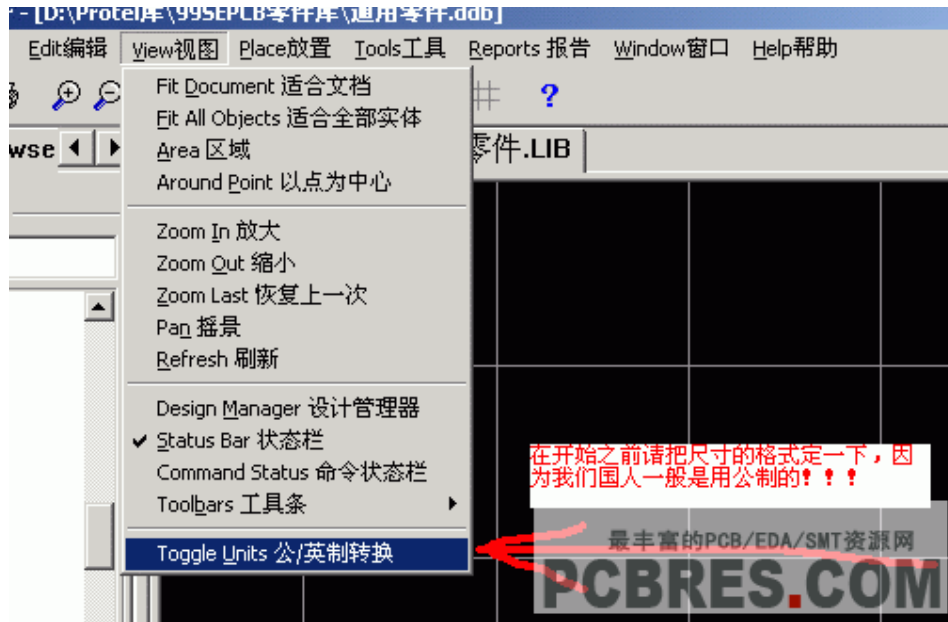 - [D:\Protel库\99SEPCB零件库\通用零件.ddb]
Edit编辑 View视图 Place放置 Tools工具 Reports 报告 Window窗口 Help帮助
?
wse
零件.LIB
Fit Document 适合文档
Fit All Objects 适合全部实体
Area 区域
Around Point 以点为中心
Zoom In 放大
Zoom Out 缩小
Zoom Last 恢复上一次
Pan 摇景
Refresh 刷新
Design Manager 设计管理器
Status Bar 状态栏
Command Status 命令状态栏
Toolbars 工具条
Toggle Units 公/英制转换
在开始之前请把尺寸的格式定一下，因
为我们国人一般是用公制的！！！
最丰富的PCB/EDA/SMT资源网
PCBRES.COM